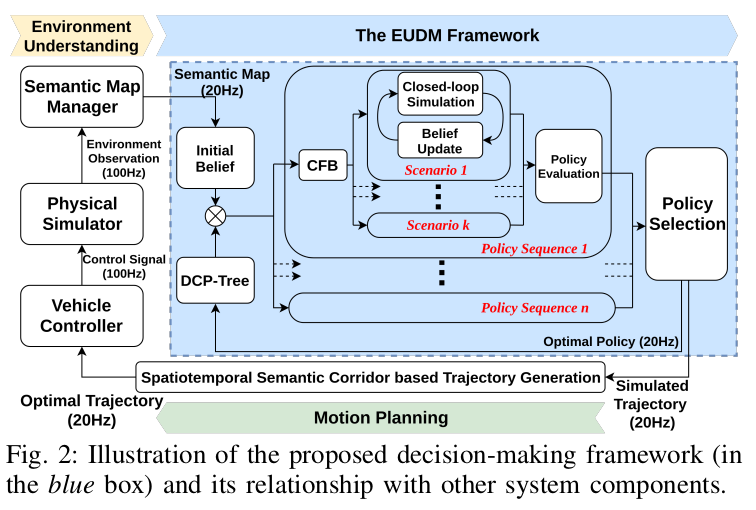 Environment
Understanding
The EUDM Framework
Semantic Map
Manager
Semantic Map
(20Hz)
Environment
Observation
(100Hz)
Initial
Belief
CFB
Closed-loop
Simulation
Belief
Update
Scenario 1
Scenario k
Policy
Evaluation
Policy Sequence 1
Policy
Selection
Physical
Simulator
Control Signal
(100Hz)
DCP-Tree
Policy Sequence n
Vehicle
Controller
Optimal Policy (20Hz)
Spatiotemporal Semantic Corridor based Trajectory Generation
Optimal Trajectory
(20Hz)
Simulated
Trajectory
(20Hz)
Motion Planning
Fig. 2: Illustration of the proposed decision-making framework (in
the blue box) and its relationship with other system components.